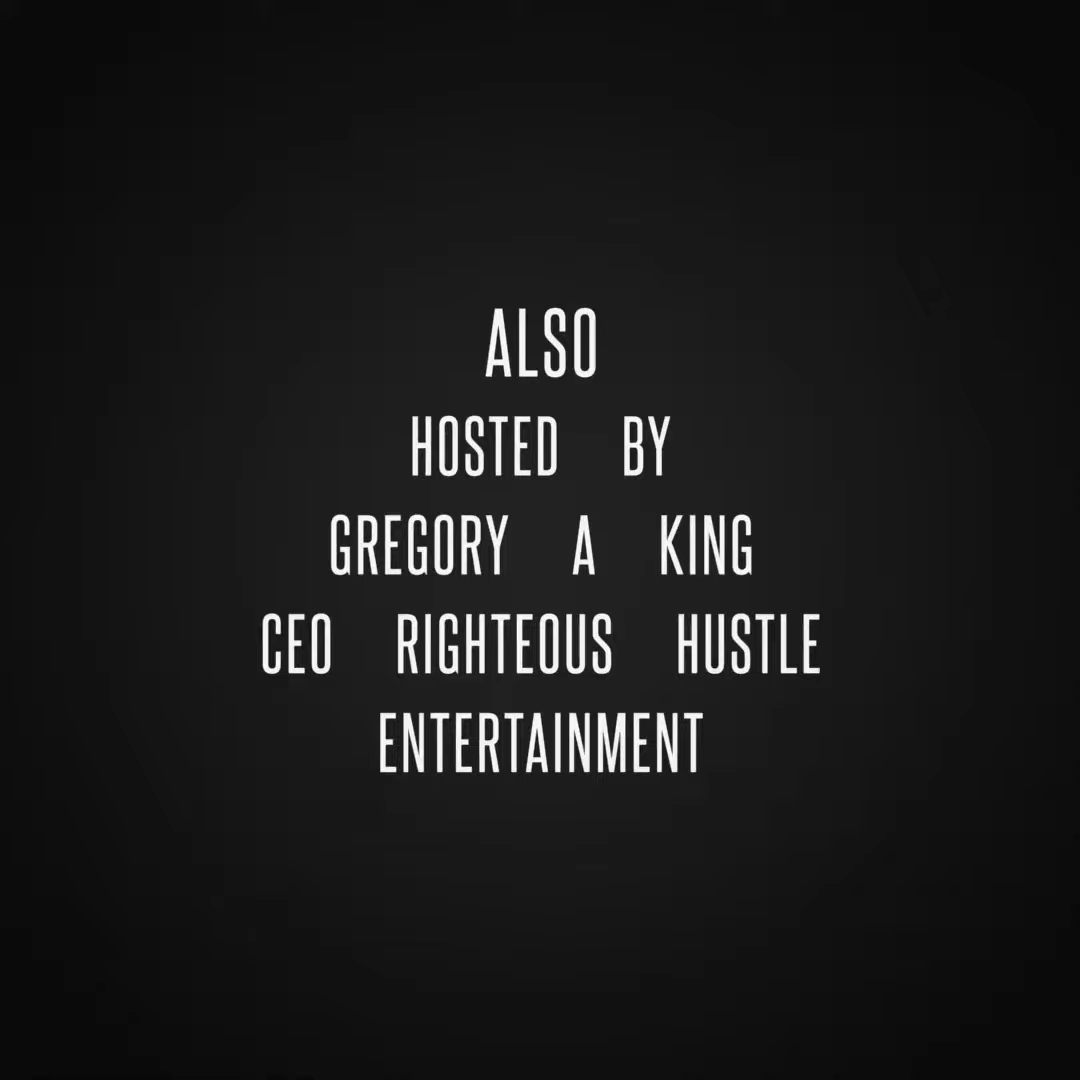 ALSO
HOSTED BY
GREGORY A KING
CEO RIGHTEOUS HUSTLE
ENTERTAINMENT